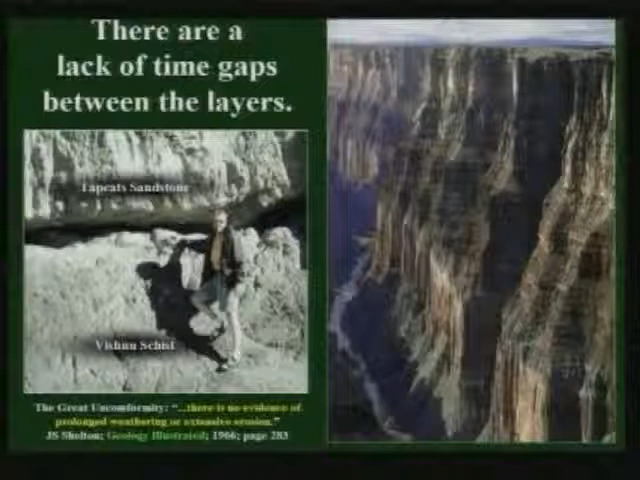 There are a
lack of time gaps
between the layers.
Tapeats Sandstone
Vishnu Schist
The Great Unconformity: "...there is no evidence of
prolonged weathering or extensive erosion."
JS Shelton; Geology Illustrated; 1966; page 283